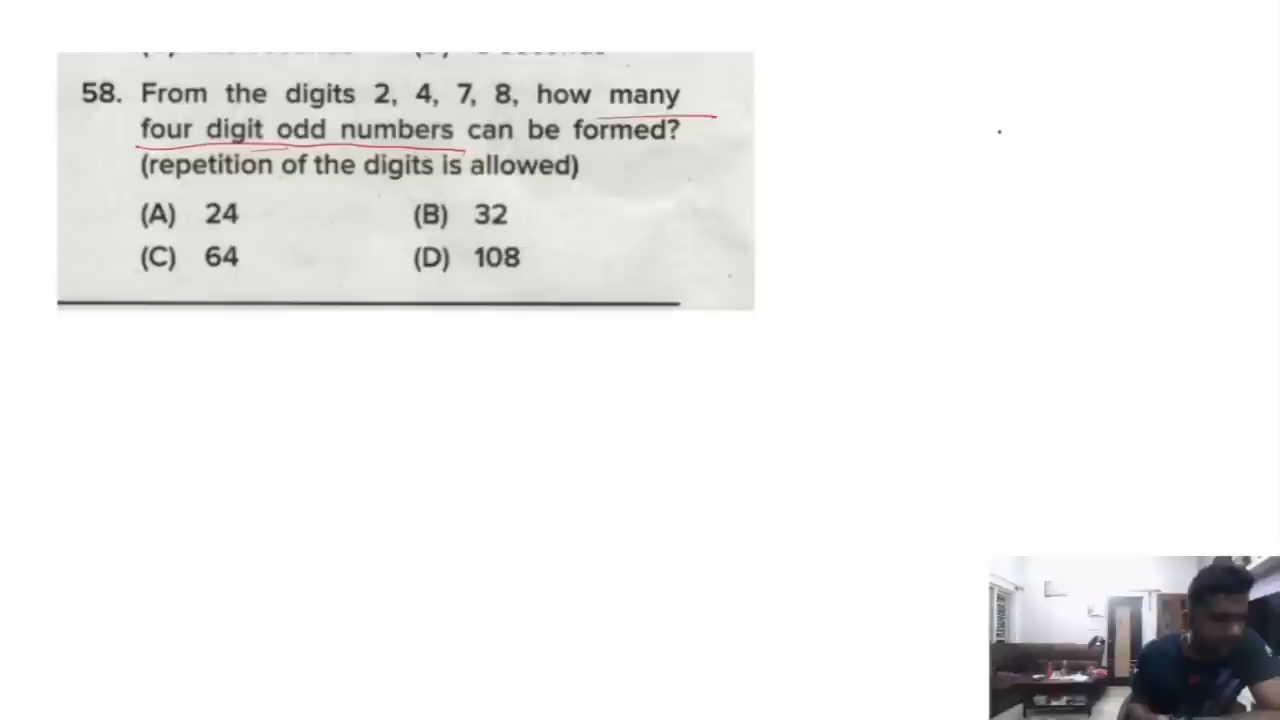 58. From the digits 2, 4, 7, 8, how many
four digit odd numbers can be formed?
(repetition of the digits is allowed)
(A) 24 (B) 32
(C) 64 (D) 108